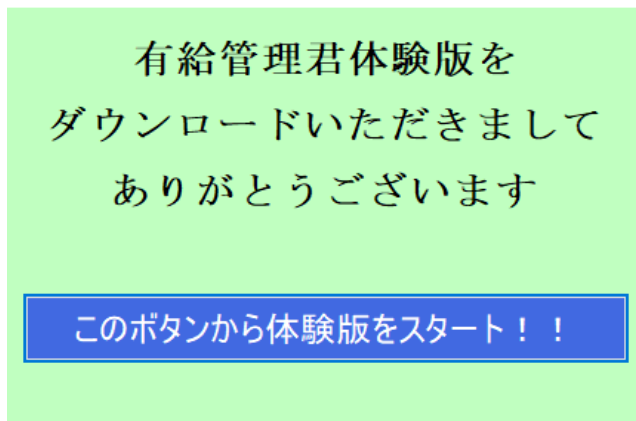 有給管理君体験版を
ダウンロードいただきまして
ありがとうございます
このボタンから体験版をスタート！！